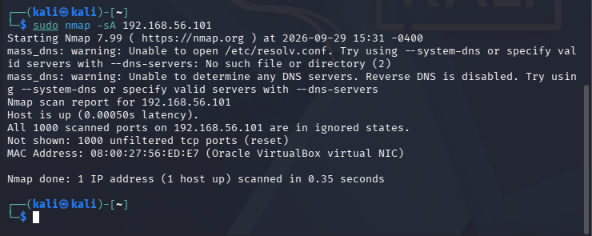 ┌──(kali㉿kali)-[~]
└─$ sudo nmap -sA 192.168.56.101
Starting Nmap 7.99 ( https://nmap.org ) at 2026-09-29 15:31 -0400
mass_dns: warning: Unable to open /etc/resolv.conf. Try using --system-dns or specify val
id servers with --dns-servers: No such file or directory (2)
mass_dns: warning: Unable to determine any DNS servers. Reverse DNS is disabled. Try usin
g --system-dns or specify valid servers with --dns-servers
Nmap scan report for 192.168.56.101
Host is up (0.00050s latency).
All 1000 scanned ports on 192.168.56.101 are in ignored states.
Not shown: 1000 unfiltered tcp ports (reset)
MAC Address: 08:00:27:56:ED:E7 (Oracle VirtualBox virtual NIC)
Nmap done: 1 IP address (1 host up) scanned in 0.35 seconds
┌──(kali㉿kali)-[~]
└─$